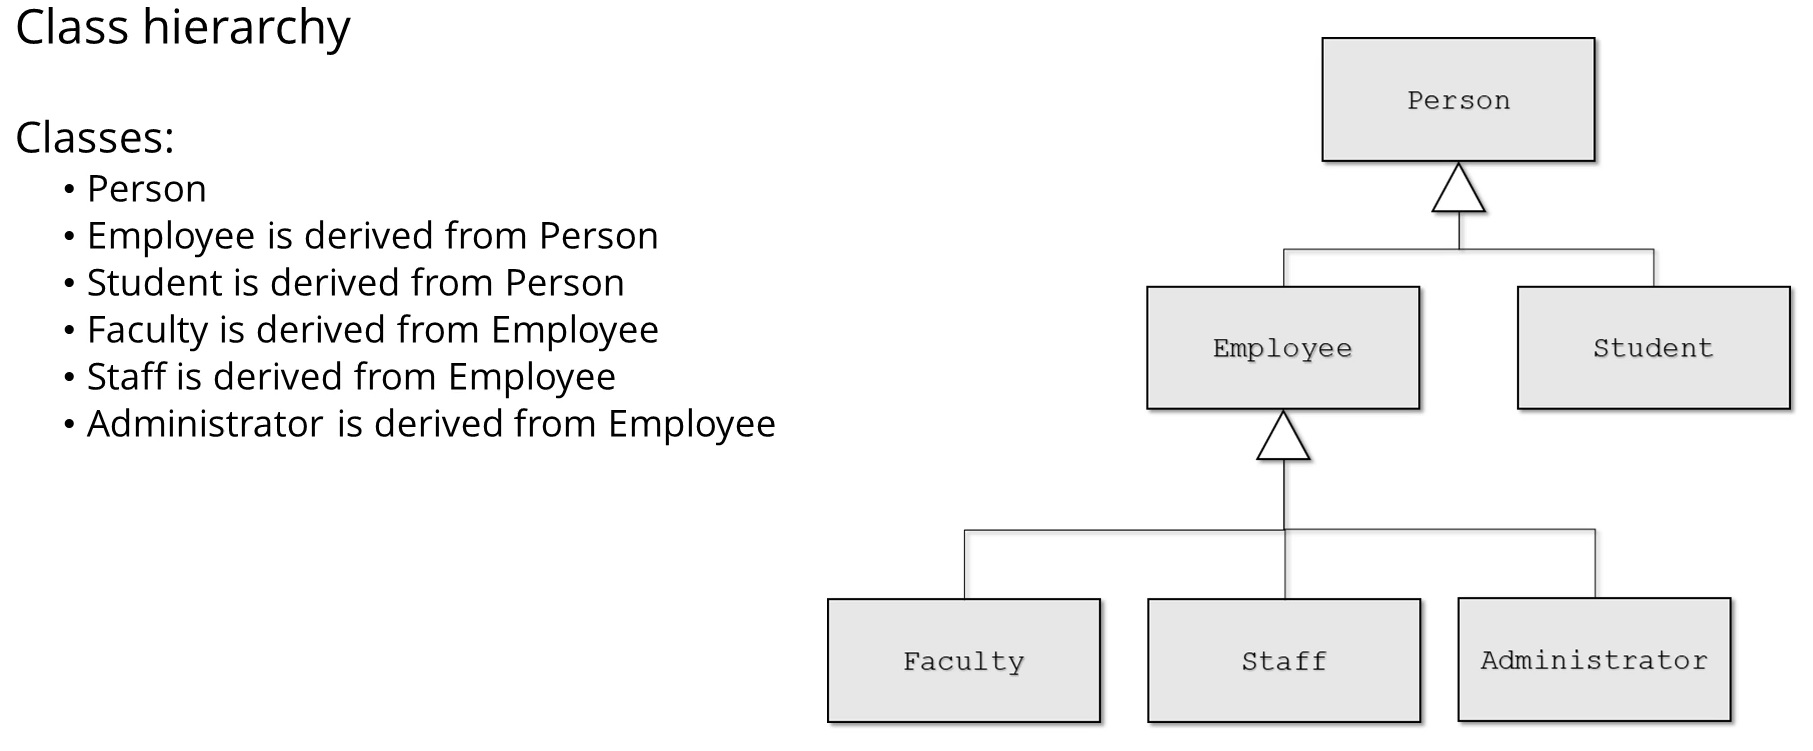 Class hierarchy
Classes:
• Person
• Employee is derived from Person
• Student is derived from Person
• Faculty is derived from Employee
• Staff is derived from Employee
• Administrator is derived from Employee
Person
Employee
Student
Faculty
Staff
Administrator